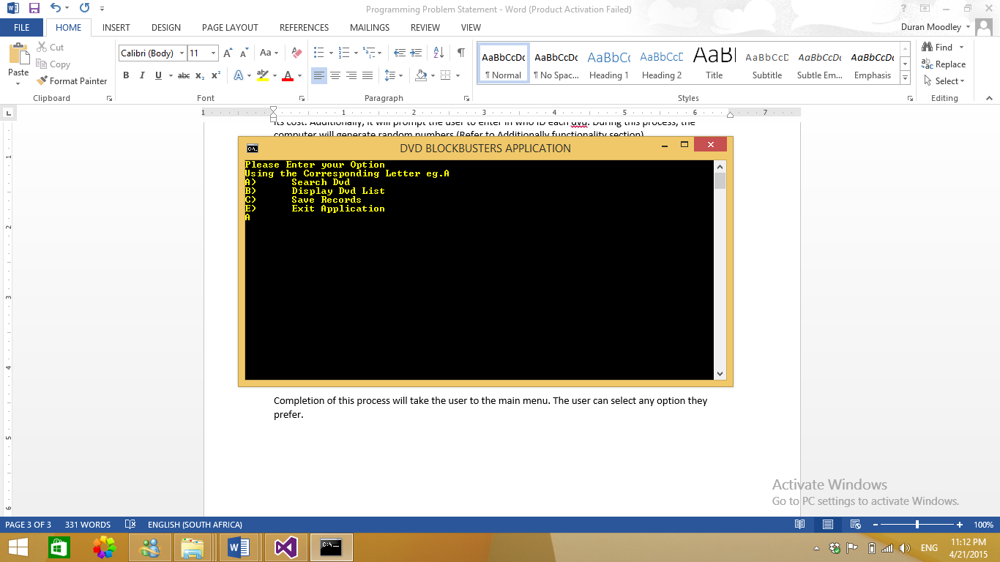 Programming Problem Statement - Word (Product Activation Failed)
FILE HOME INSERT DESIGN PAGE LAYOUT REFERENCES MAILINGS REVIEW VIEW Duran Moodley
Paste
Cut
Copy
Format Painter
Clipboard
Calibri (Body) 11
Font
Paragraph
AaBbCcDc AaBbCcDc AaBbCc AaBbCcD AaBl AaBbCcD AaBbCcDc AaBbCcDc
¶ Normal ¶ No Spac... Heading 1 Heading 2 Title Subtitle Subtle Em... Emphasis
Styles
Find
Replace
Select
Editing
its cost. Additionally, it will prompt the user to enter in who ID each dvd. During this process, the
computer will generate random numbers (Refer to Additionally functionality section)
DVD BLOCKBUSTERS APPLICATION
Please Enter your Option
Using the Corresponding Letter eg.A
A) Search Dvd
B) Display Dvd List
C) Save Records
E) Exit Application
A
Completion of this process will take the user to the main menu. The user can select any option they
prefer.
Activate Windows
Go to PC settings to activate Windows.
PAGE 3 OF 3 331 WORDS ENGLISH (SOUTH AFRICA) 100%
ENG
11:12 PM
4/21/2015